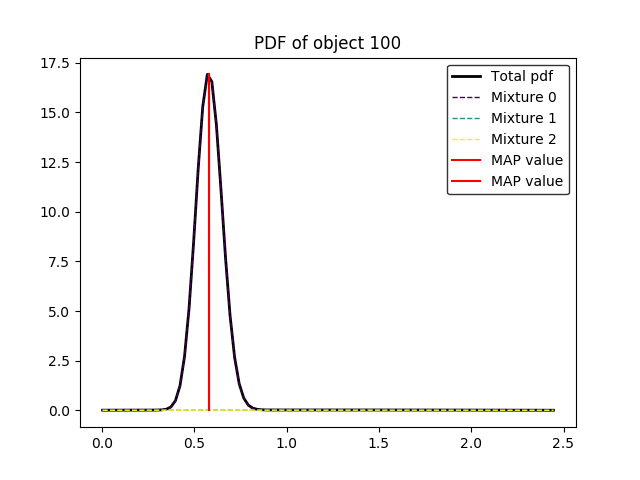 PDF of object 100
17.5
15.0
12.5
10.0
7.5
5.0
2.5
0.0
Total pdf
Mixture 0
Mixture 1
Mixture 2
MAP value
MAP value
0.0 0.5 1.0 1.5 2.0 2.5